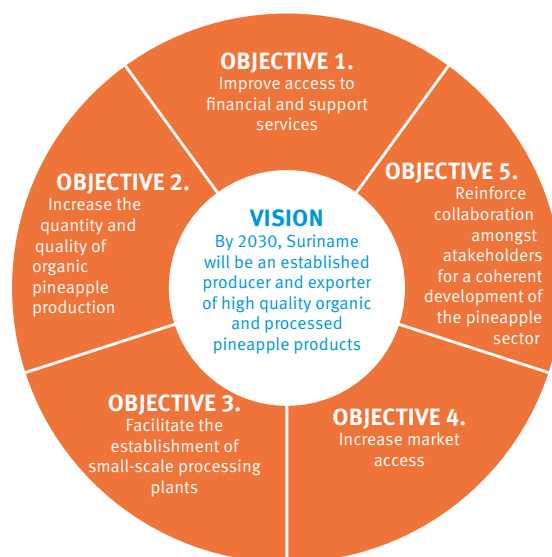 OBJECTIVE 1.
Improve access to
financial and support
services
OBJECTIVE 2.
Increase the
quantity and
quality of
organic
pineapple
production
OBJECTIVE 3.
Facilitate the
establishment of
small-scale processing
plants
OBJECTIVE 4.
Increase market
access
OBJECTIVE 5.
Reinforce
collaboration
amongst
atakeholders
for a coherent
development of
the pineapple
sector
VISION
By 2030, Suriname
will be an established
producer and exporter
of high quality organic
and processed
pineapple products